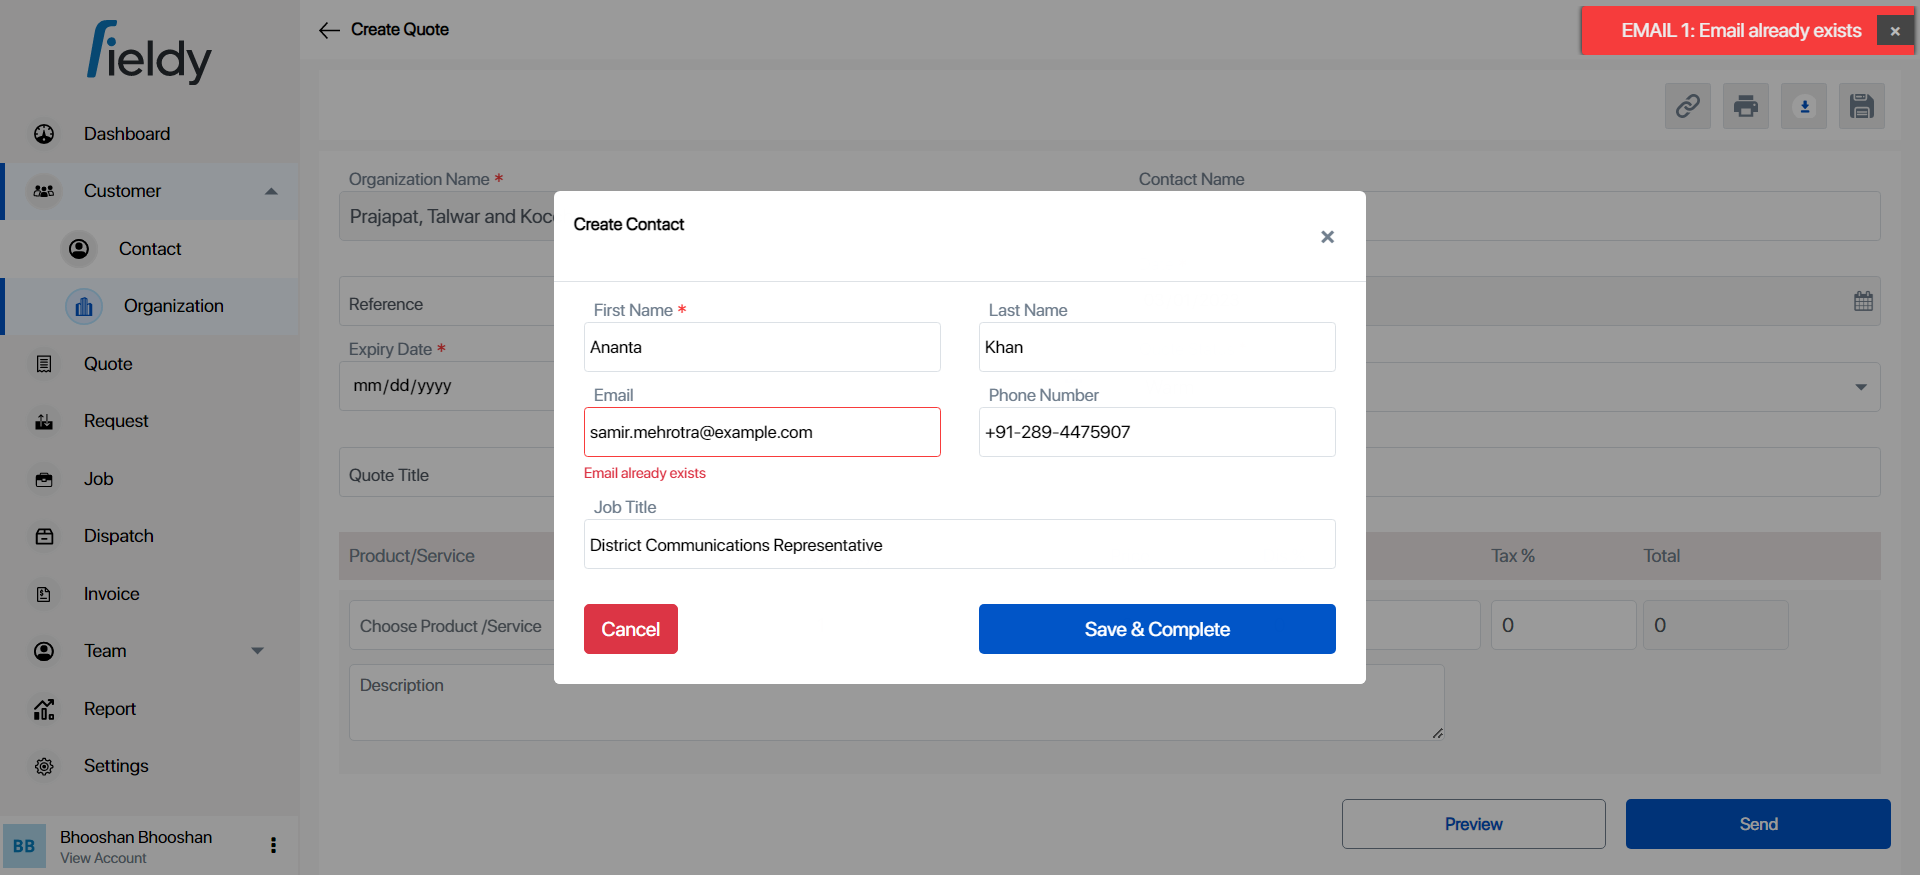 fieldy
Dashboard
Customer
Contact
Organization
Quote
Request
Job
Dispatch
Invoice
Team
Report
Settings
BB
Bhooshan Bhooshan
View Account
Create Quote
EMAIL 1: Email already exists
Organization Name *
Contact Name
Prajapat, Talwar and
Reference
Expiry Date *
mm/dd/yyyy
Quote Title
Product/Service
Tax %
Total
Choose Product /Service
0
0
Description
Preview
Send
Create Contact
First Name *
Last Name
Ananta
Khan
Email
Phone Number
samir.mehrotra@example.com
+91-289-4475907
Email already exists
Job Title
District Communications Representative
Cancel
Save & Complete